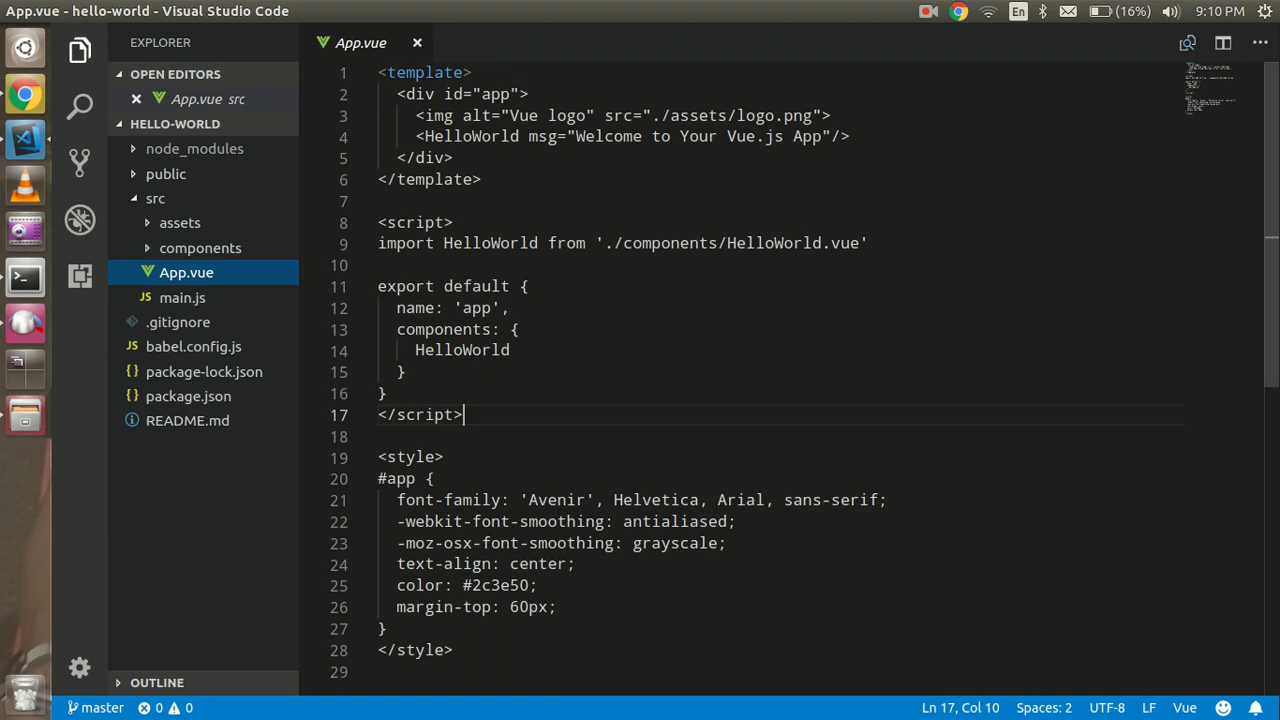 App.vue - hello-world - Visual Studio Code
En
(16%)
9:10 PM
EXPLORER
OPEN EDITORS
App.vue src
HELLO-WORLD
node_modules
public
src
assets
components
App.vue
JS main.js
.gitignore
JS babel.config.js
package-lock.json
package.json
README.md
OUTLINE
App.vue
1 <template>
2 <div id="app">
3 <img alt="Vue logo" src="./assets/logo.png">
4 <HelloWorld msg="Welcome to Your Vue.js App"/>
5 </div>
6 </template>
7
8 <script>
9 import HelloWorld from './components/HelloWorld.vue'
10
11 export default {
12 name: 'app',
13 components: {
14 HelloWorld
15 }
16 }
17 </script>
18
19 <style>
20 #app {
21 font-family: 'Avenir', Helvetica, Arial, sans-serif;
22 -webkit-font-smoothing: antialiased;
23 -moz-osx-font-smoothing: grayscale;
24 text-align: center;
25 color: #2c3e50;
26 margin-top: 60px;
27 }
28 </style>
29
master 0 0 Ln 17, Col 10 Spaces: 2 UTF-8 LF Vue